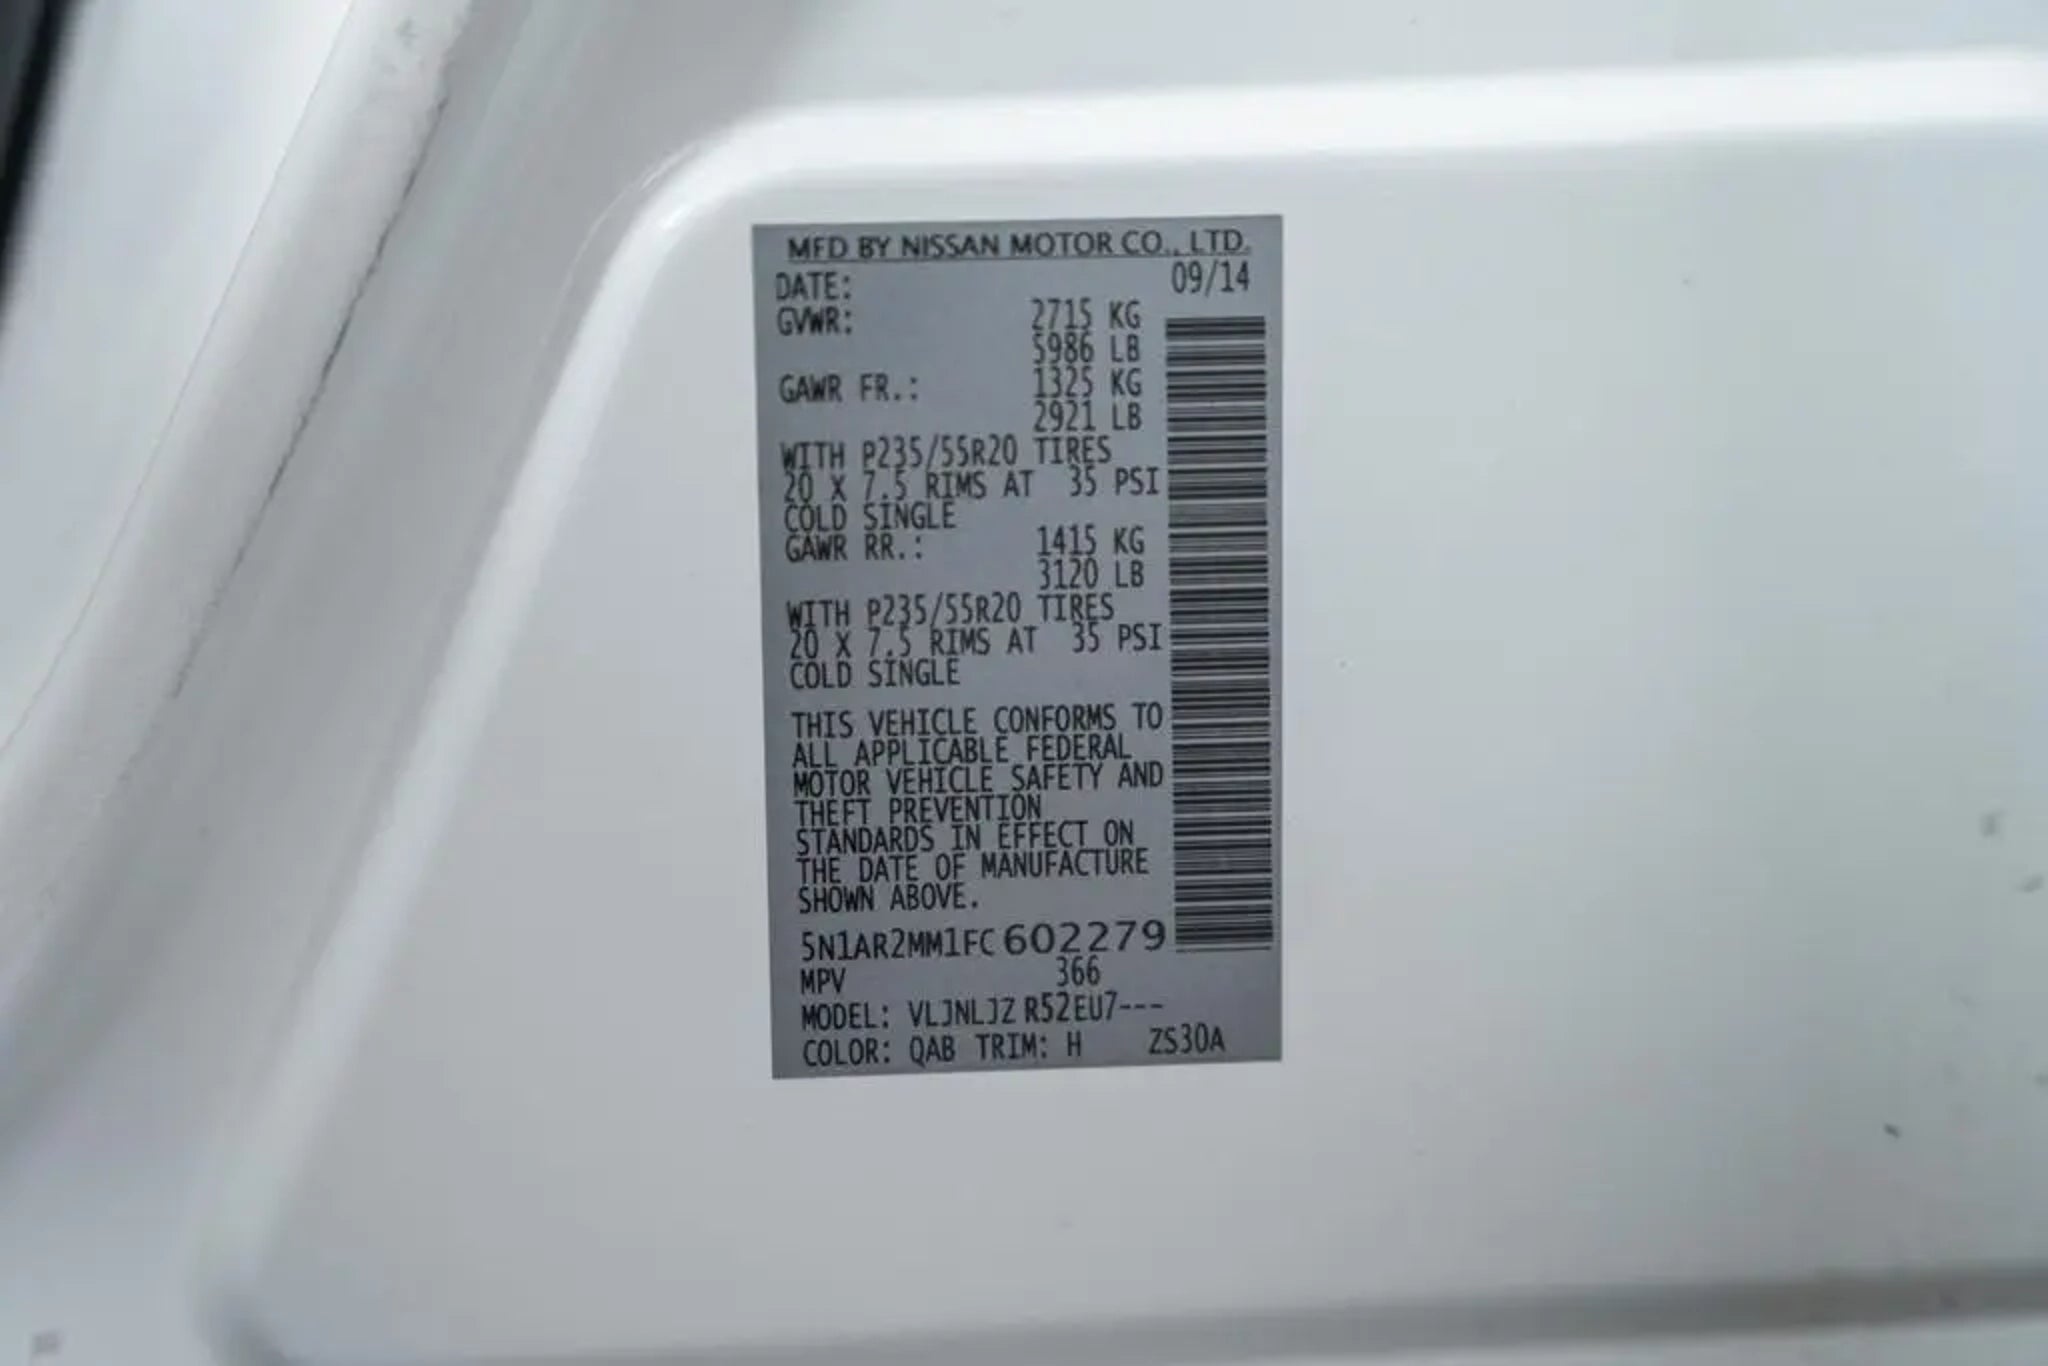 MFD BY NISSAN MOTOR CO., LTD.
DATE: 09/14
GVWR: 2715 KG
5986 LB
GAWR FR.: 1325 KG
2921 LB
WITH P235/55R20 TIRES
20 X 7.5 RIMS AT 35 PSI
COLD SINGLE
GAWR RR.: 1415 KG
3120 LB
WITH P235/55R20 TIRES
20 X 7.5 RIMS AT 35 PSI
COLD SINGLE
THIS VEHICLE CONFORMS TO
ALL APPLICABLE FEDERAL
MOTOR VEHICLE SAFETY AND
THEFT PREVENTION
STANDARDS IN EFFECT ON
THE DATE OF MANUFACTURE
SHOWN ABOVE.
5N1AR2MM1FC602279
MPV 366
MODEL: VLJNLJZ R52EU7---
COLOR: QAB TRIM: H ZS30A